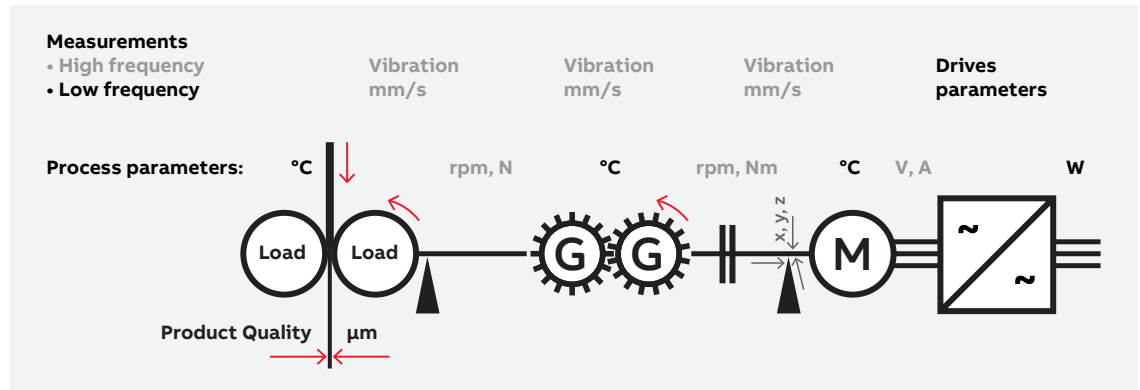 Measurements
• High frequency
• Low frequency
Vibration
mm/s
Vibration
mm/s
Vibration
mm/s
Drives
parameters
Process parameters: °C rpm, N °C rpm, Nm °C V, A W
x, y, z
Load Load G G M ~
~
Product Quality µm